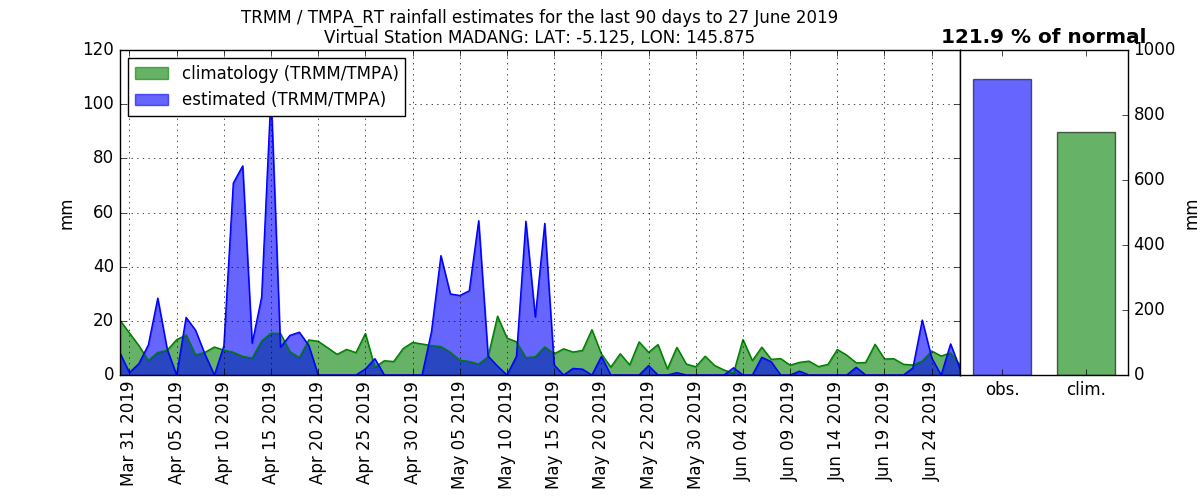 TRMM / TMPA_RT rainfall estimates for the last 90 days to 27 June 2019
Virtual Station MADANG: LAT: -5.125, LON: 145.875
121.9 % of normal
climatology (TRMM/TMPA)
estimated (TRMM/TMPA)
mm
120
100
80
60
40
20
0
Mar 31 2019
Apr 05 2019
Apr 10 2019
Apr 15 2019
Apr 20 2019
Apr 25 2019
Apr 30 2019
May 05 2019
May 10 2019
May 15 2019
May 20 2019
May 25 2019
May 30 2019
Jun 04 2019
Jun 09 2019
Jun 14 2019
Jun 19 2019
Jun 24 2019
1000
800
600
400
200
0
mm
obs.
clim.